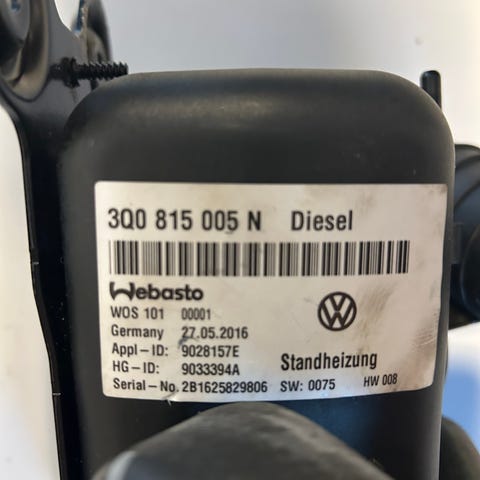 3Q0 815 005 N Diesel
Webasto
WOS 101 00001
Germany 27.05.2016
Appl-ID: 9028157E
HG-ID: 9033394A Standheizung
Serial-No. 2B1625829806 SW: 0075 HW 008